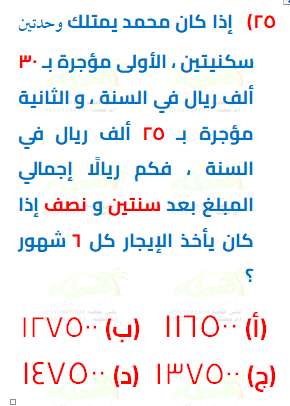 ٢٥) إذا كان محمد يمتلك وحدتين
سكنيتين ، الأولى مؤجرة بـ ٣٠
ألف ريال في السنة ، و الثانية
مؤجرة بـ ٢٥ ألف ريال في
السنة ، فكم ريالًا إجمالي
المبلغ بعد سنتين و نصف إذا
كان يأخذ الإيجار كل ٦ شهور
؟
(أ) ١١٦٥٠٠ (ب) ١٢٧٥٠٠
(ج) ١٣٧٥٠٠ (د) ١٤٧٥٠٠